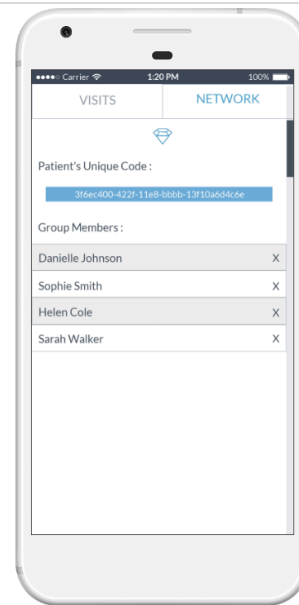 Carrier 1:20 PM 100%
VISITS NETWORK
Patient's Unique Code :
3f6ec400-422f-11e8-bbbb-13f10a6d4c6e
Group Members :
Danielle Johnson X
Sophie Smith X
Helen Cole X
Sarah Walker X